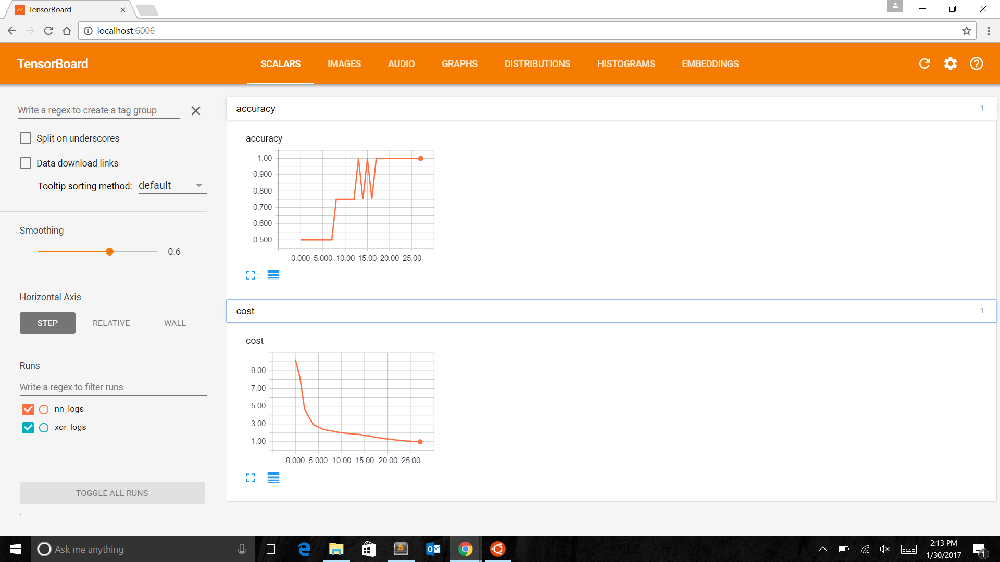 TensorBoard
localhost:6006
TensorBoard
SCALARS IMAGES AUDIO GRAPHS DISTRIBUTIONS HISTOGRAMS EMBEDDINGS
Write a regex to create a tag group
Split on underscores
Data download links
Tooltip sorting method: default
Smoothing
0.6
Horizontal Axis
STEP RELATIVE WALL
Runs
Write a regex to filter runs
nn_logs
xor_logs
TOGGLE ALL RUNS
.
accuracy 1
accuracy
1.00
0.900
0.800
0.700
0.600
0.500
0.000 5.000 10.00 15.00 20.00 25.00
cost 1
cost
9.00
7.00
5.00
3.00
1.00
0.000 5.000 10.00 15.00 20.00 25.00
Ask me anything
2:13 PM
1/30/2017
1